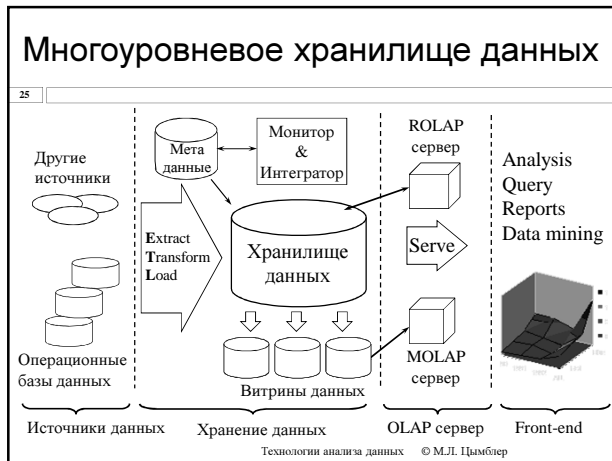 Многоуровневое хранилище данных
25
Другие
источники
Операционные
базы данных
Мета
данные
Монитор
&
Интегратор
Extract
Transform
Load
Хранилище
данных
Витрины данных
ROLAP
сервер
Serve
MOLAP
сервер
Analysis
Query
Reports
Data mining
Источники данных
Хранение данных
OLAP сервер
Front-end
Технологии анализа данных © М.Л. Цымблер